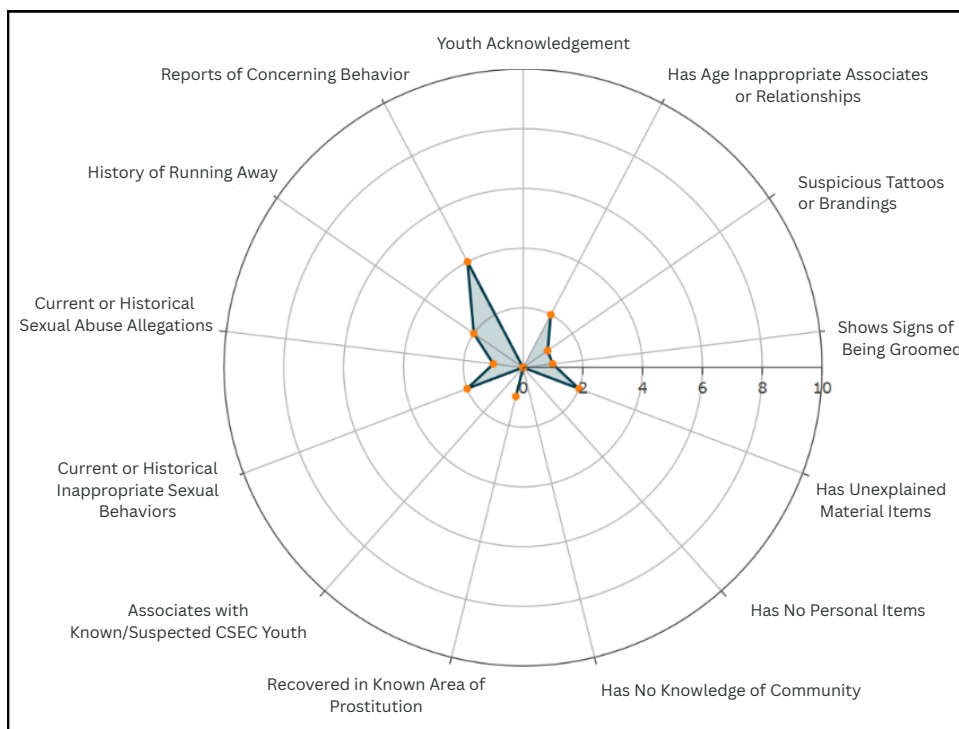 Youth Acknowledgement
Reports of Concerning Behavior
Has Age Inappropriate Associates
or Relationships
History of Running Away
Suspicious Tattoos
or Brandings
Current or Historical
Sexual Abuse Allegations
Shows Signs of
Being Groomed
0 2 4 6 8 10
Current or Historical
Inappropriate Sexual
Behaviors
Has Unexplained
Material Items
Associates with
Known/Suspected CSEC Youth
Has No Personal Items
Recovered in Known Area of
Prostitution
Has No Knowledge of Community